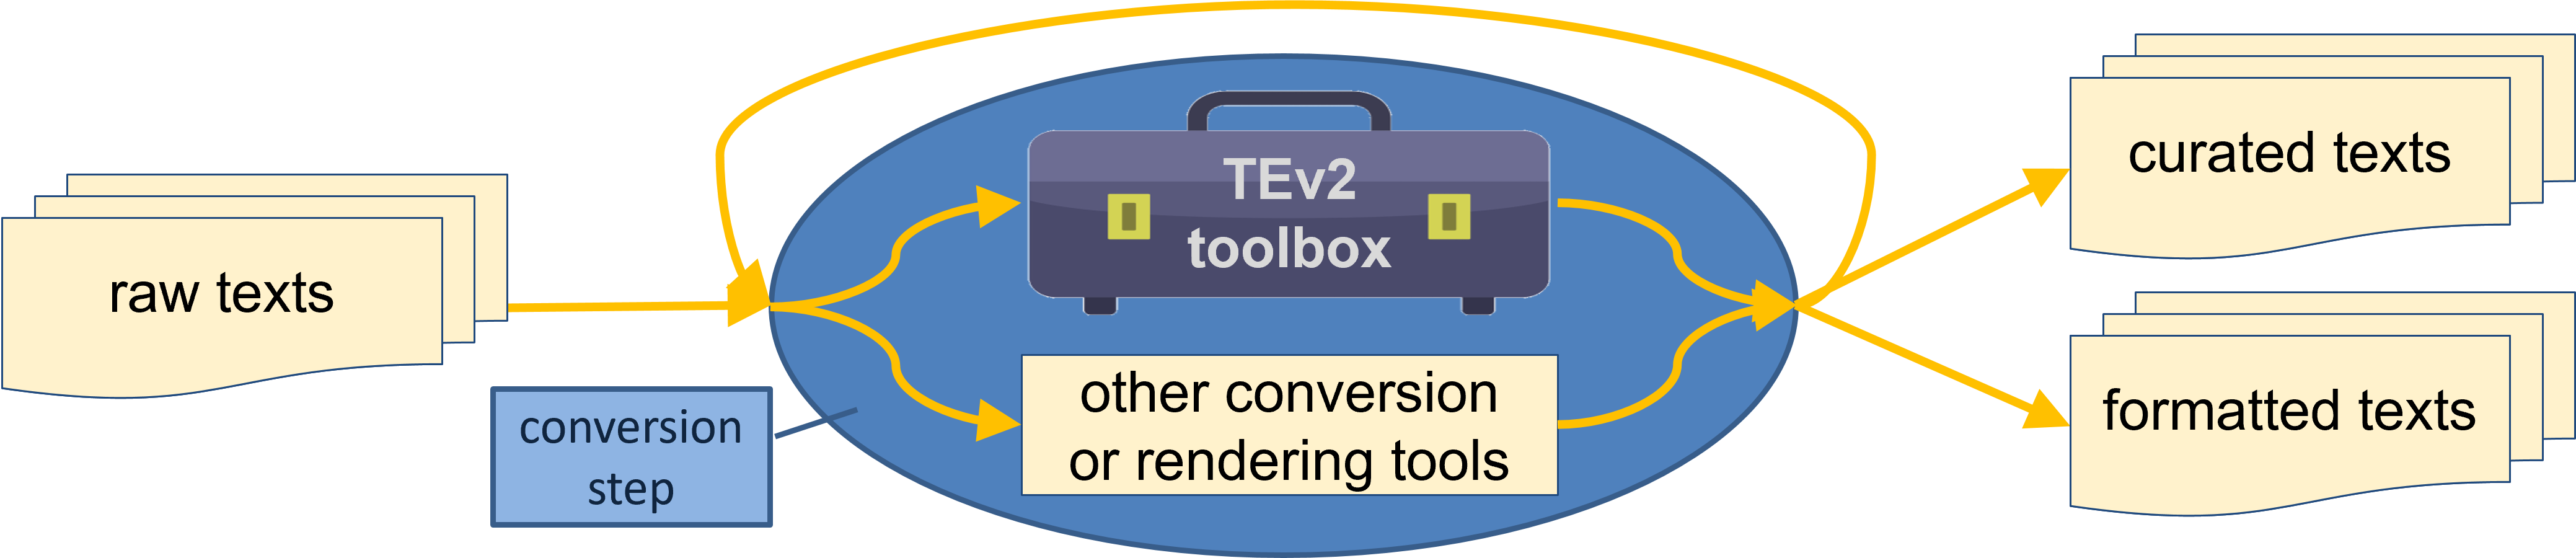 raw texts
conversion
step
TEv2
toolbox
other conversion
or rendering tools
curated texts
formatted texts